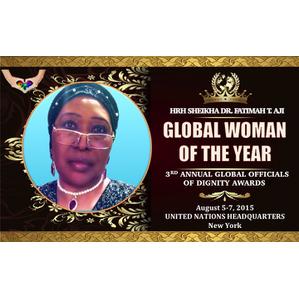 HRH SHEIKHA DR. FATIMAH T. AJI
GLOBAL WOMAN
OF THE YEAR
3RD ANNUAL GLOBAL OFFICIALS
OF DIGNITY AWARDS
August 5-7, 2015
UNITED NATIONS HEADQUARTERS
New York